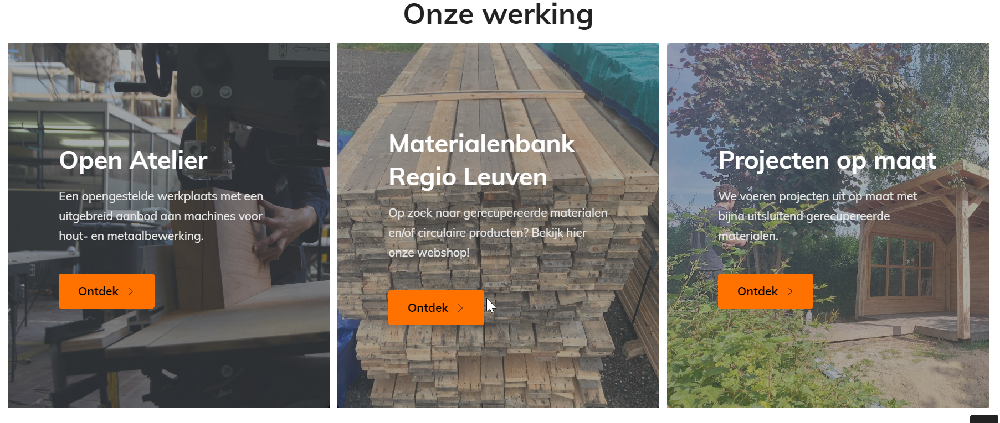 Onze werking
Open Atelier
Een opengestelde werkplaats met een
uitgebreid aanbod aan machines voor
hout- en metaalbewerking.
Ontdek
Materialenbank
Regio Leuven
Op zoek naar gerecupereerde materialen
en/of circulaire producten? Bekijk hier
onze webshop!
Ontdek
Projecten op maat
We voeren projecten uit op maat met
bijna uitsluitend gerecupereerde
materialen.
Ontdek